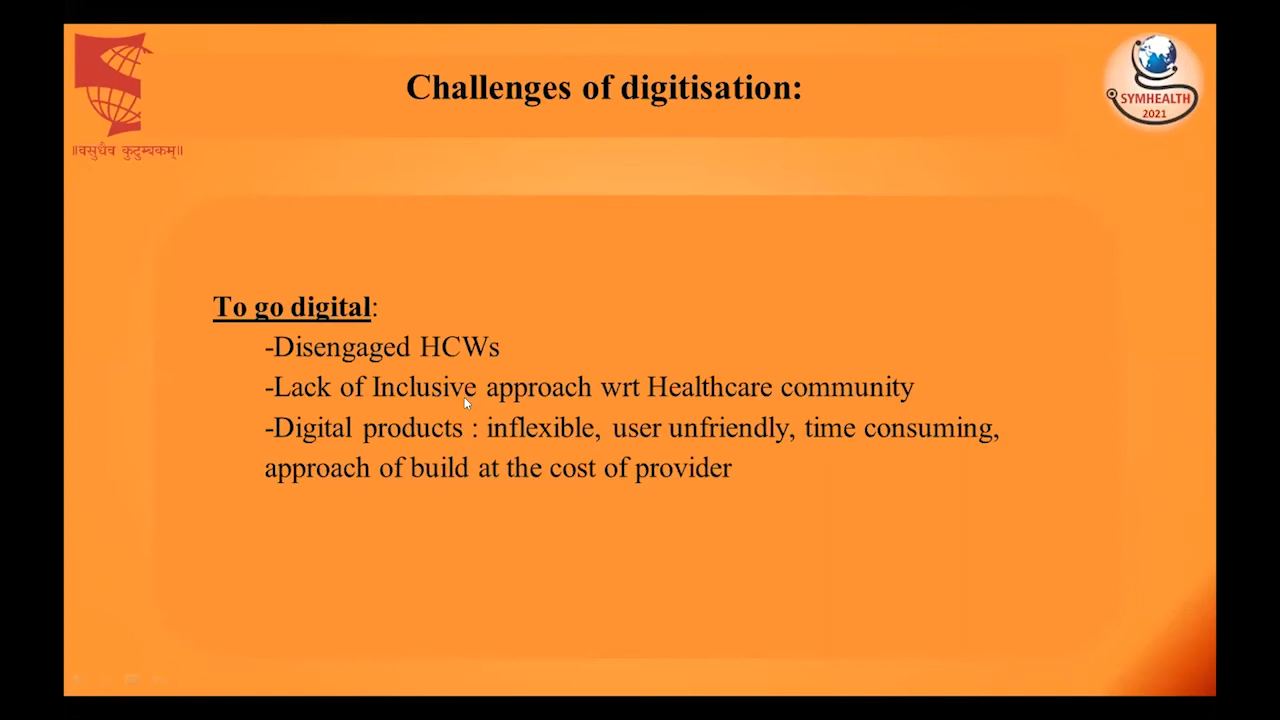 Challenges of digitisation:
SYMHEALTH
2021
॥वसुधैव कुटुम्बकम्॥
To go digital:
-Disengaged HCWs
-Lack of Inclusive approach wrt Healthcare community
-Digital products : inflexible, user unfriendly, time consuming,
approach of build at the cost of provider